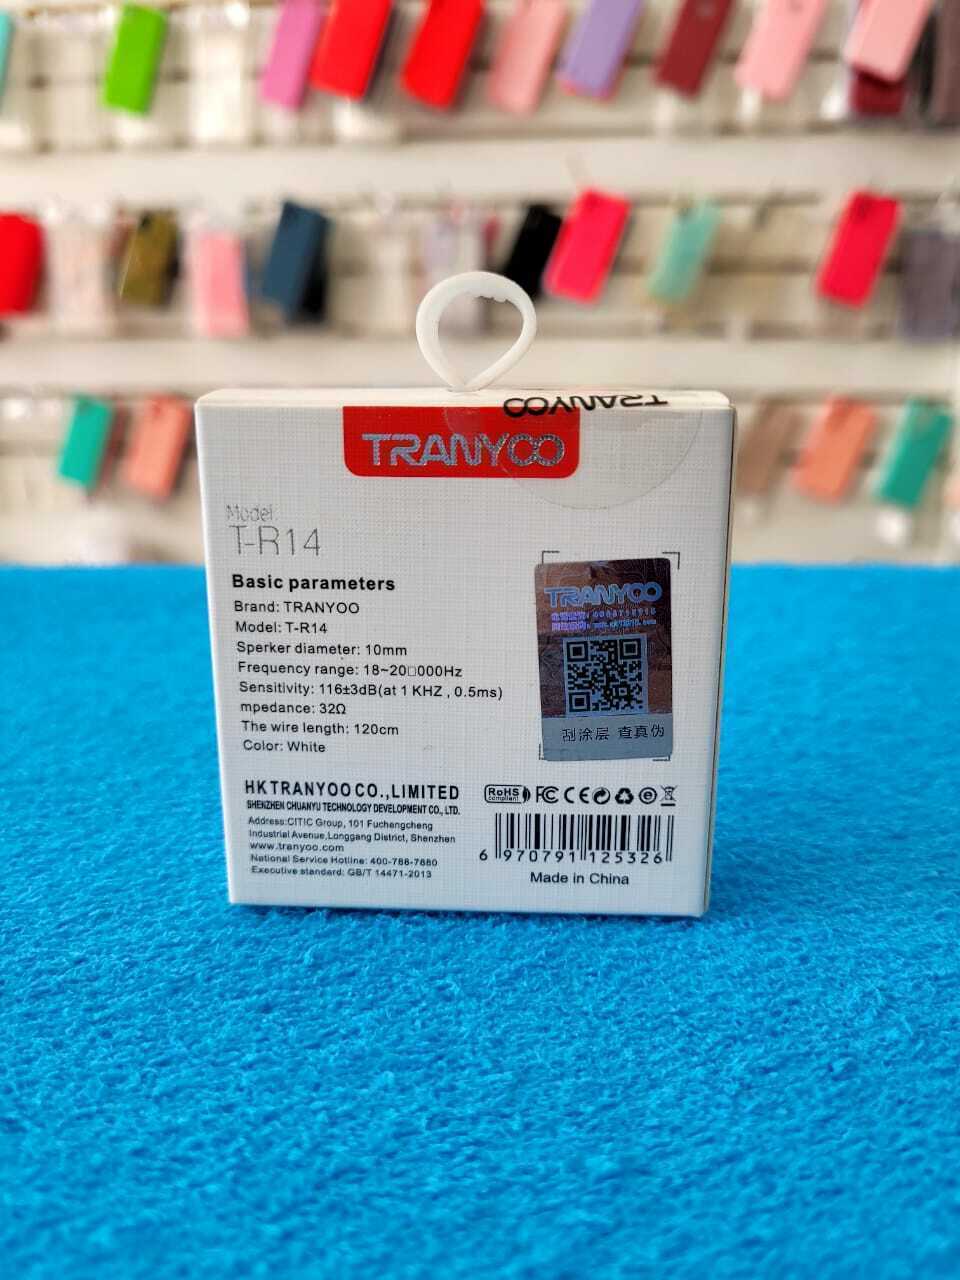 TRANYOO
TRANYOO
Model:
T-R14
Basic parameters
Brand: TRANYOO
Model: T-R14
Sperker diameter: 10mm
Frequency range: 18~20□000Hz
Sensitivity: 116±3dB(at 1 KHZ , 0.5ms)
mpedance: 32Ω
The wire length: 120cm
Color: White
TRANYOO
刮涂层 查真伪
HKTRANYOO CO.,LIMITED
SHENZHEN CHUANYU TECHNOLOGY DEVELOPMENT CO., LTD.
Address:CITIC Group, 101 Fuchengcheng
Industrial Avenue,Longgang District, Shenzhen
www.tranyoo.com
National Service Hotline: 400-788-7880
Executive standard: GB/T 14471-2013
RoHS
compliant
FC CE
6 970791 125326
Made in China